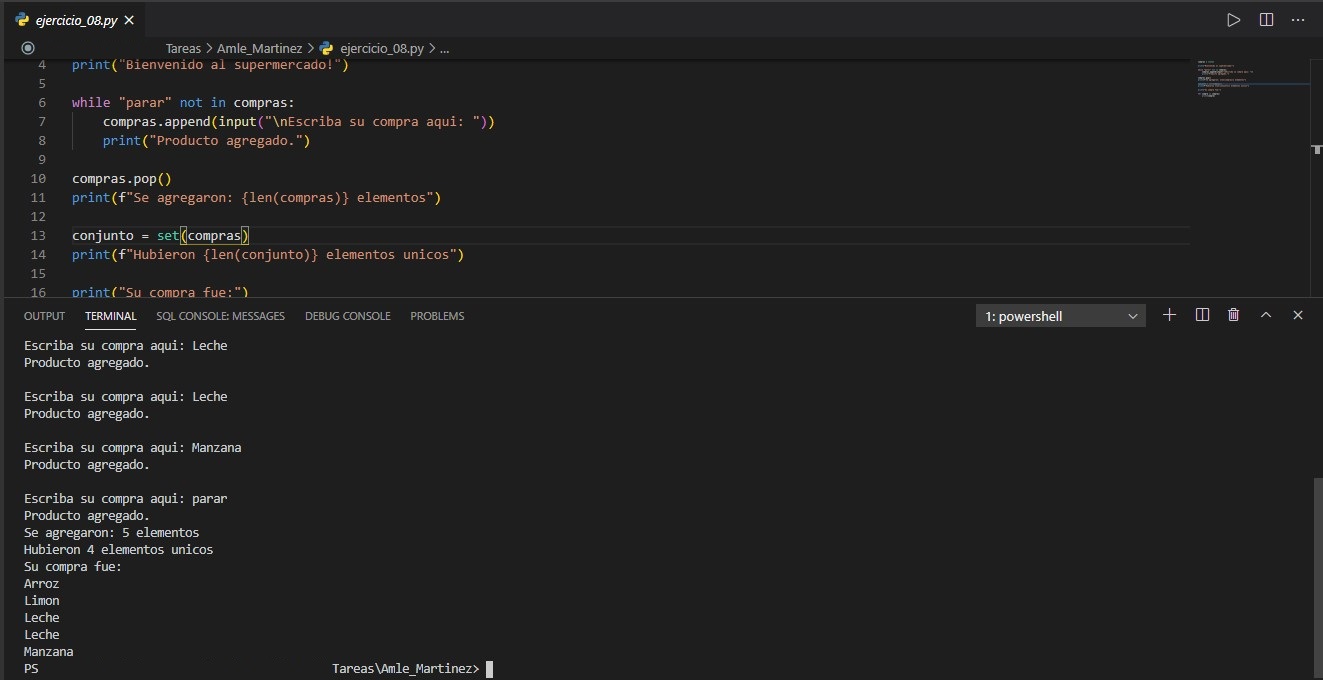 ejercicio_08.py
Tareas > Amle_Martinez > ejercicio_08.py > ...
4 print("Bienvenido al supermercado!")
5
6 while "parar" not in compras:
7 compras.append(input("\nEscriba su compra aqui: "))
8 print("Producto agregado.")
9
10 compras.pop()
11 print(f"Se agregaron: {len(compras)} elementos")
12
13 conjunto = set(compras)
14 print(f"Hubieron {len(conjunto)} elementos unicos")
15
16 print("Su compra fue:")
OUTPUT TERMINAL SQL CONSOLE: MESSAGES DEBUG CONSOLE PROBLEMS 1: powershell
Escriba su compra aqui: Leche
Producto agregado.
Escriba su compra aqui: Leche
Producto agregado.
Escriba su compra aqui: Manzana
Producto agregado.
Escriba su compra aqui: parar
Producto agregado.
Se agregaron: 5 elementos
Hubieron 4 elementos unicos
Su compra fue:
Arroz
Limon
Leche
Leche
Manzana
PS Tareas\Amle_Martinez>